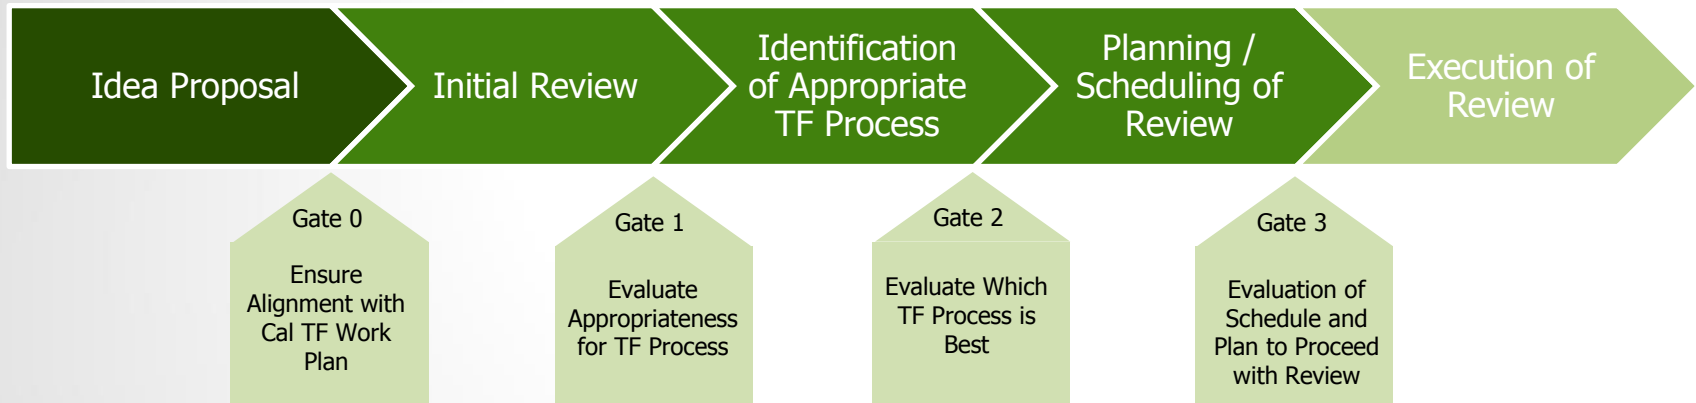 Idea Proposal
Initial Review
Identification
of Appropriate
TF Process
Planning /
Scheduling of
Review
Execution of
Review
Gate 0
Ensure
Alignment with
Cal TF Work
Plan
Gate 1
Evaluate
Appropriateness
for TF Process
Gate 2
Evaluate Which
TF Process is
Best
Gate 3
Evaluation of
Schedule and
Plan to Proceed
with Review